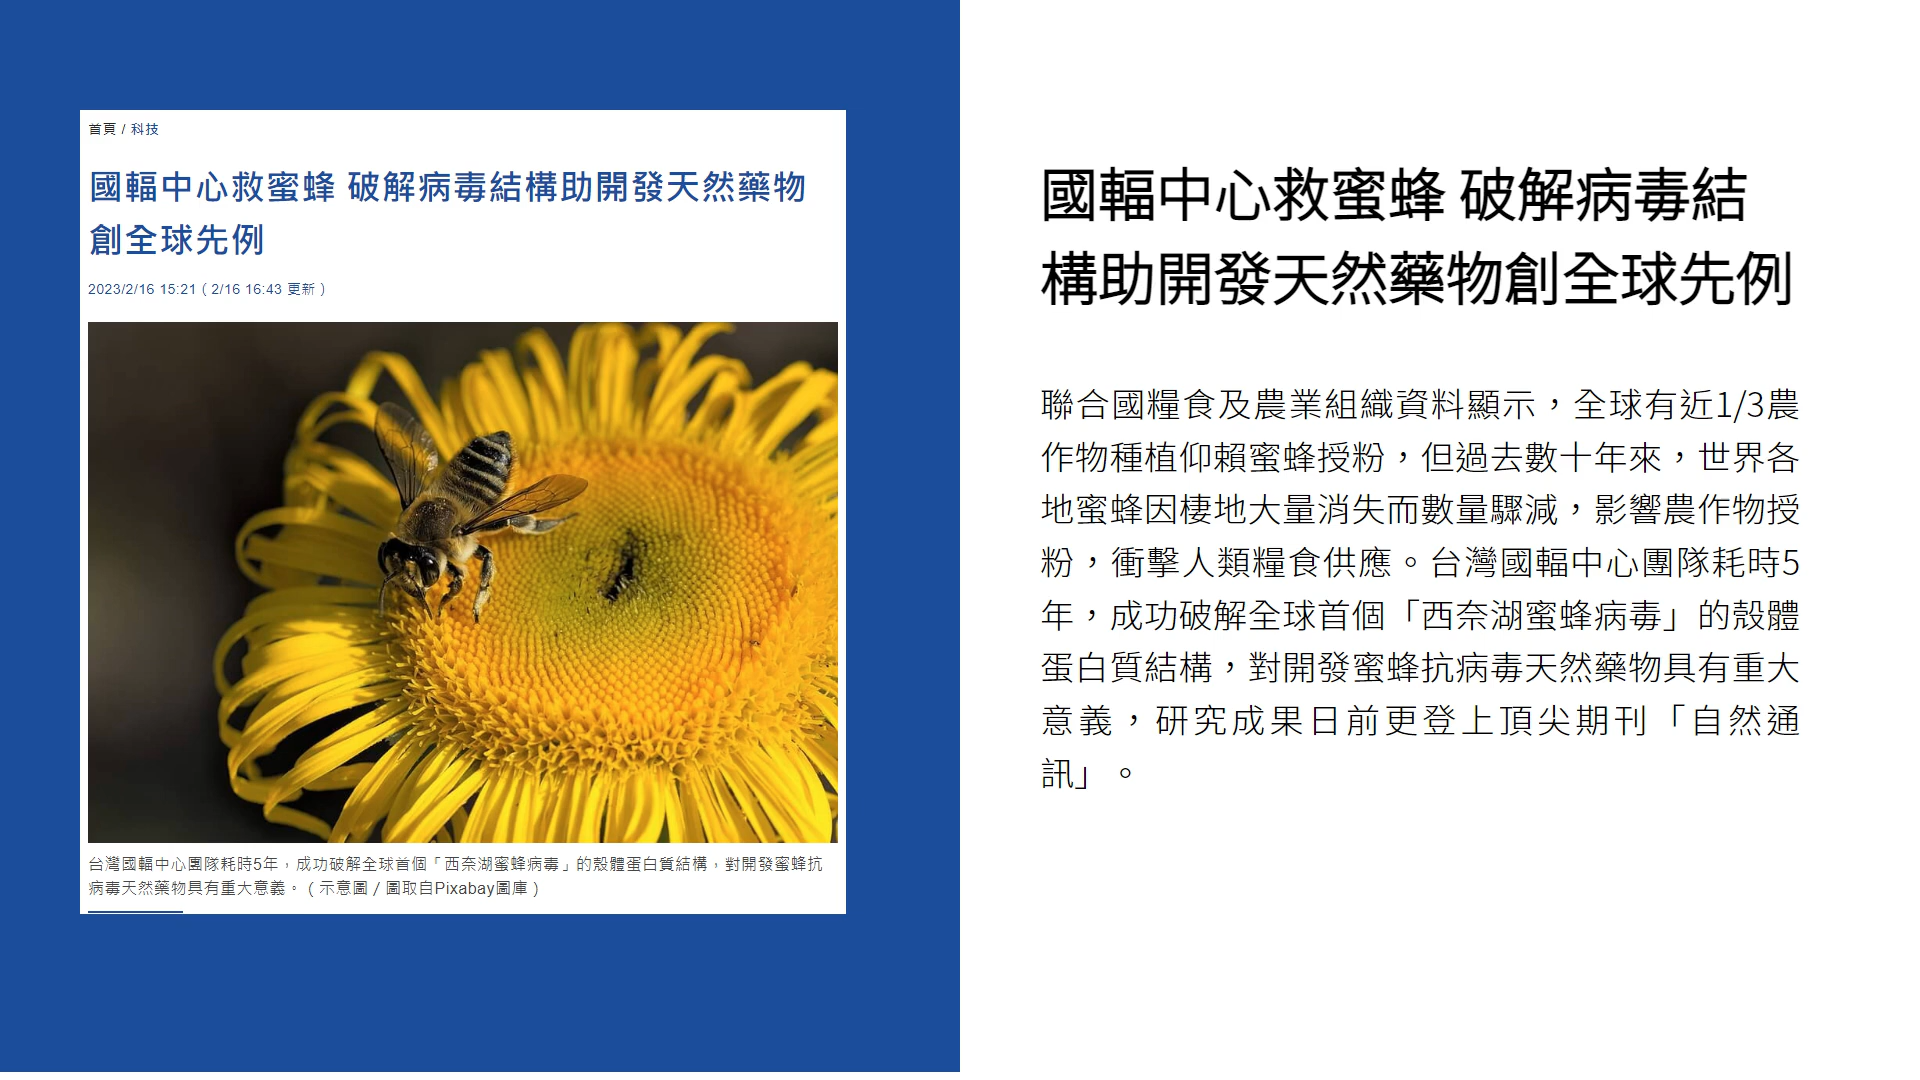 首頁 / 科技
國輻中心救蜜蜂 破解病毒結構助開發天然藥物
創全球先例
2023/2/16 15:21（2/16 16:43 更新）
台灣國輻中心團隊耗時5年，成功破解全球首個「西奈湖蜜蜂病毒」的殼體蛋白質結構，對開發蜜蜂抗
病毒天然藥物具有重大意義。（示意圖／圖取自Pixabay圖庫）
國輻中心救蜜蜂 破解病毒結
構助開發天然藥物創全球先例
聯合國糧食及農業組織資料顯示，全球有近1/3農
作物種植仰賴蜜蜂授粉，但過去數十年來，世界各
地蜜蜂因棲地大量消失而數量驟減，影響農作物授
粉，衝擊人類糧食供應。台灣國輻中心團隊耗時5
年，成功破解全球首個「西奈湖蜜蜂病毒」的殼體
蛋白質結構，對開發蜜蜂抗病毒天然藥物具有重大
意義，研究成果日前更登上頂尖期刊「自然通
訊」。